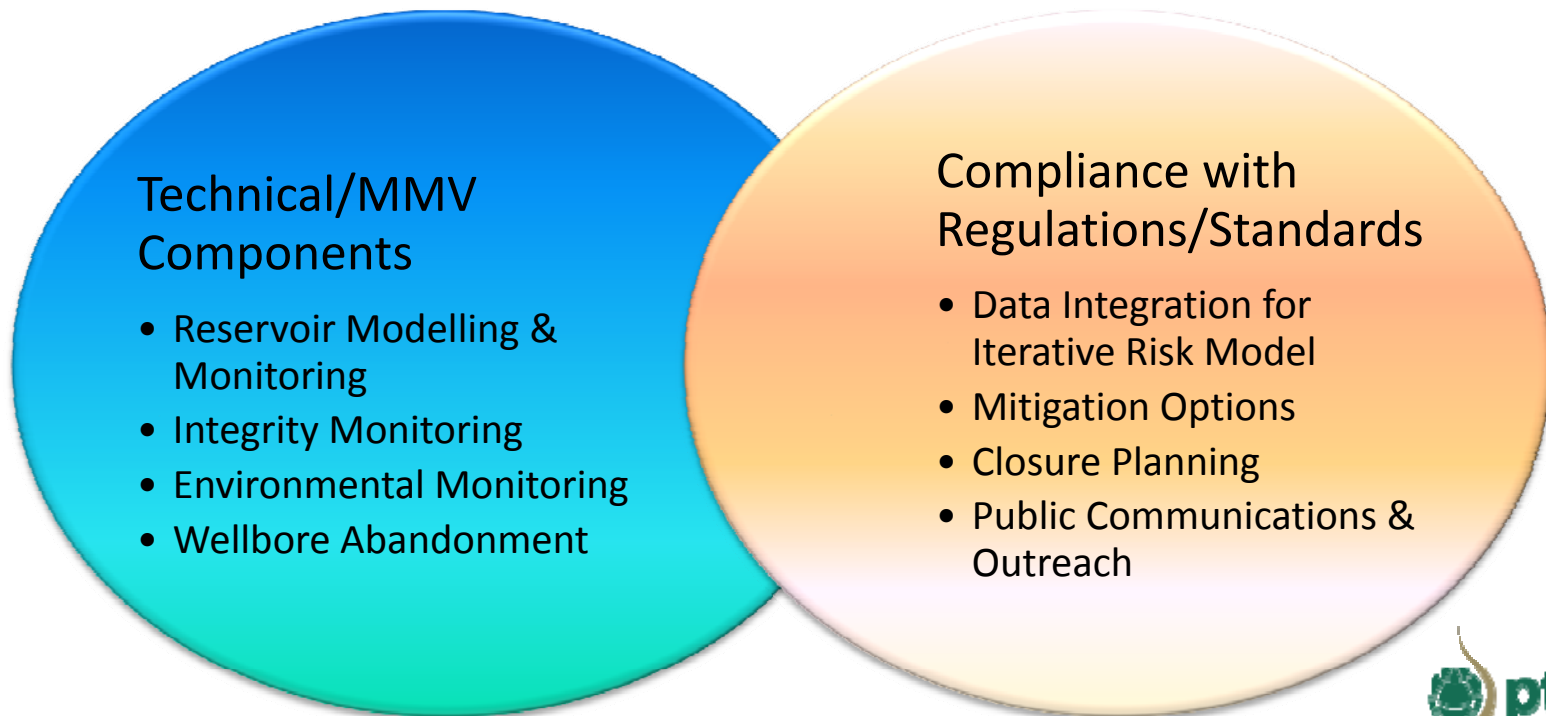 Technical/MMV
Components
• Reservoir Modelling &
Monitoring
• Integrity Monitoring
• Environmental Monitoring
• Wellbore Abandonment
Compliance with
Regulations/Standards
• Data Integration for
Iterative Risk Model
• Mitigation Options
• Closure Planning
• Public Communications &
Outreach